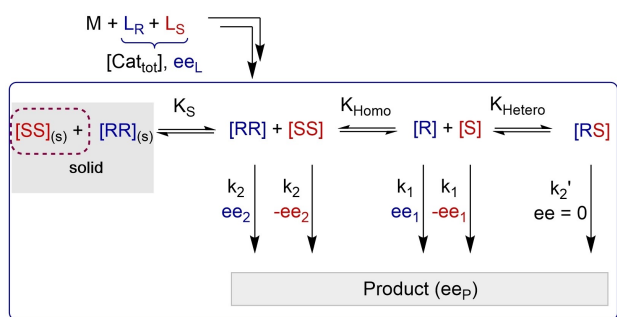 M + L_R + L_S
[Cat_tot], ee_L
K_S K_Homo K_Hetero
[SS]_(s) + [RR]_(s) [RR] + [SS] [R] + [S] [RS]
solid
k_2 k_2 k_1 k_1 k_2'
ee_2 -ee_2 ee_1 -ee_1 ee = 0
Product (ee_P)